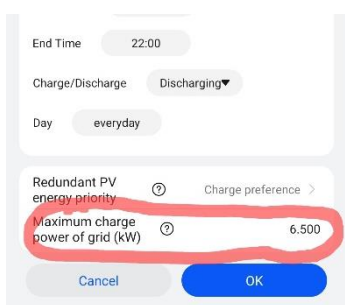 End Time 22:00
Charge/Discharge Discharging▼
Day everyday
Redundant PV
energy priority ? Charge preference >
Maximum charge
power of grid (kW) ? 6.500
Cancel OK